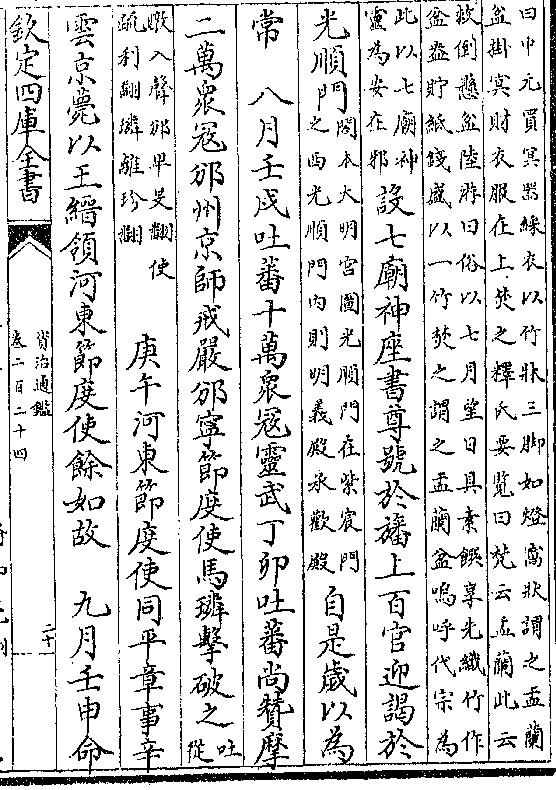 曰中元買冥器綵衣以竹斫三脚如燈窩狀謂之盂蘭
盆掛冥財衣服在上焚之釋氏要覽曰梵云盂蘭此云
救倒懸盆陸游曰俗以七月望日具素饌享先織竹作
盆盎貯紙錢盛以一竹焚之謂之盂蘭盆嗚呼代宗為
此以七廟神
靈為安在邪
設七廟神座書尊號於旛上百官迎謁於
光順門
閣本大明宮圖光順門在紫宸門
之西光順門內則明義殿承歡殿
自是歲以為
常　八月壬戌吐蕃十萬衆冦靈武丁卯吐蕃尚贊摩
二萬衆冦邠州京師戒嚴邠寧節度使馬璘擊破之
吐
從
暾入聲邠卑旻翻使
疏利翻璘離珍翻
庚午河東節度使同平章事辛
雲京薨以王縉領河東節度使餘如故　九月壬申命
欽定四庫全書
資治通鑑
卷二百二十四
二十